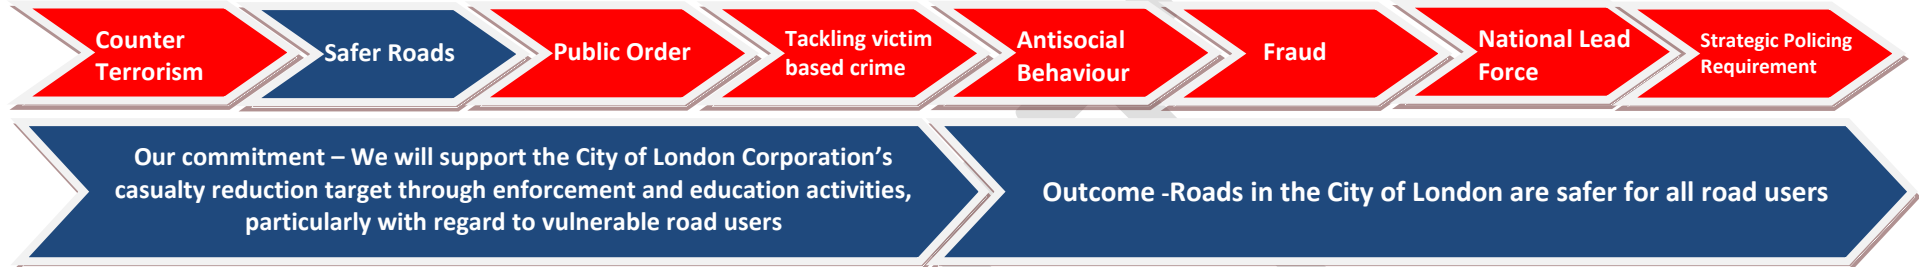 Counter
Terrorism
Safer Roads
Public Order
Tackling victim
based crime
Antisocial
Behaviour
Fraud
National Lead
Force
Strategic Policing
Requirement
Our commitment – We will support the City of London Corporation's
casualty reduction target through enforcement and education activities,
particularly with regard to vulnerable road users
Outcome -Roads in the City of London are safer for all road users